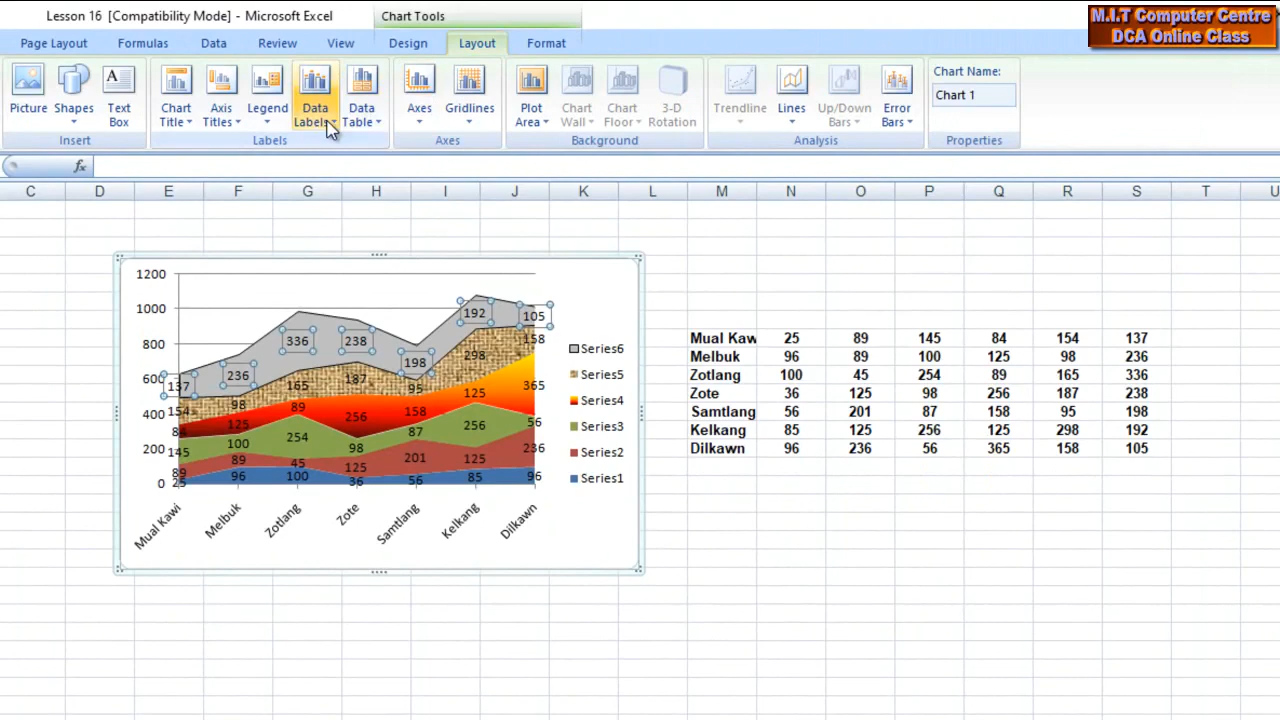 Lesson 16 [Compatibility Mode] - Microsoft Excel
Chart Tools
M.I.T Computer Centre
DCA Online Class
Page Layout Formulas Data Review View Design Layout Format
Picture Shapes Text Box
Chart Title Axis Titles Legend Data Labels Data Table
Axes Gridlines
Plot Area Chart Wall Chart Floor 3-D Rotation
Trendline Lines Up/Down Bars Error Bars
Chart Name:
Chart 1
Insert Labels Axes Background Analysis Properties
fx
C D E F G H I J K L M N O P Q R S T U
1200
1000
800
600
400
200
0
137 236 336 238 198 192 105
154 98 165 187 95 298 158
125 89 256 158 125 365
145 100 254 98 87 256 56
89 89 45 125 201 125 236
25 96 100 36 56 85 96
Mual Kawi Melbuk Zotlang Zote Samtlang Kelkang Dilkawn
Series6
Series5
Series4
Series3
Series2
Series1
Mual Kaw 25 89 145 84 154 137
Melbuk 96 89 100 125 98 236
Zotlang 100 45 254 89 165 336
Zote 36 125 98 256 187 238
Samtlang 56 201 87 158 95 198
Kelkang 85 125 256 125 298 192
Dilkawn 96 236 56 365 158 105